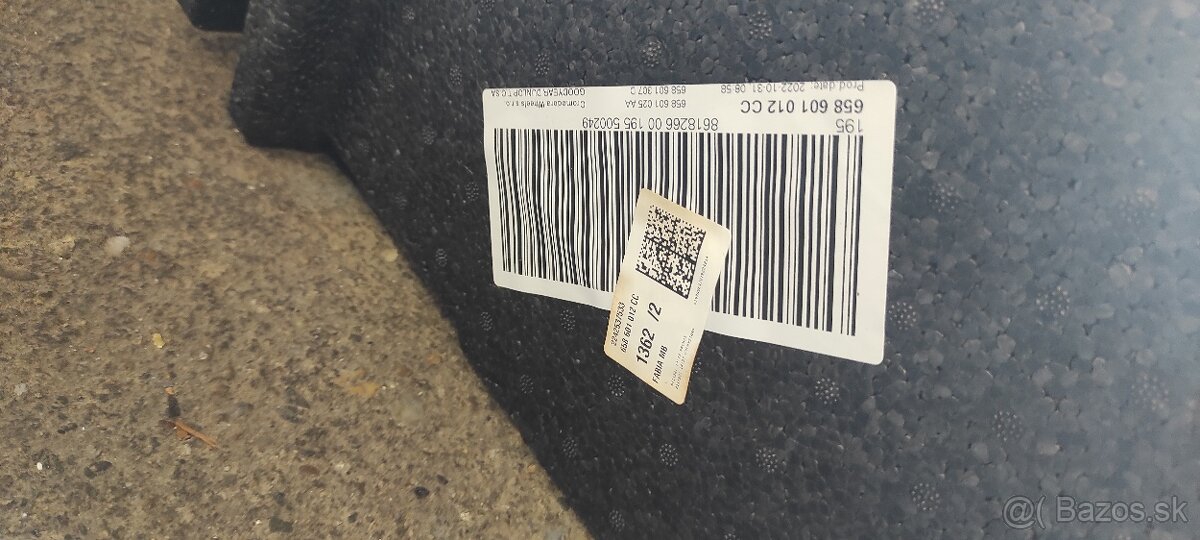 Prod date: 2022-10-31 08 58
658 601 012 CC
195
658 601 307 C
658 601 025 AA
8618266 00 195 500249
GOODYEAR DUNLOP T.SA
Cromodora Wheels s.r.o.
658 601 012 CC
1362 /2
FABIA MB
@( Bazos.sk